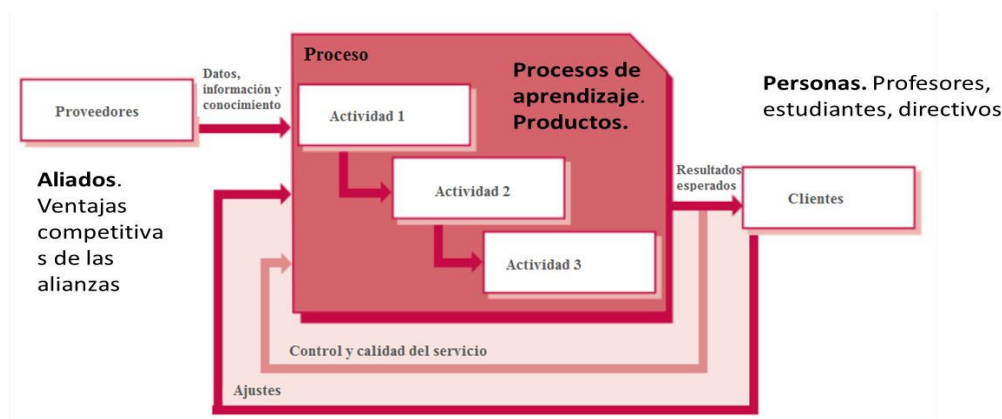 Proceso
Datos,
información y
conocimiento
Proveedores
Actividad 1
Procesos de
aprendizaje.
Productos.
Personas. Profesores,
estudiantes, directivos
Aliados.
Ventajas
competitiva
s de las
alianzas
Actividad 2
Resultados
esperados
Clientes
Actividad 3
Control y calidad del servicio
Ajustes